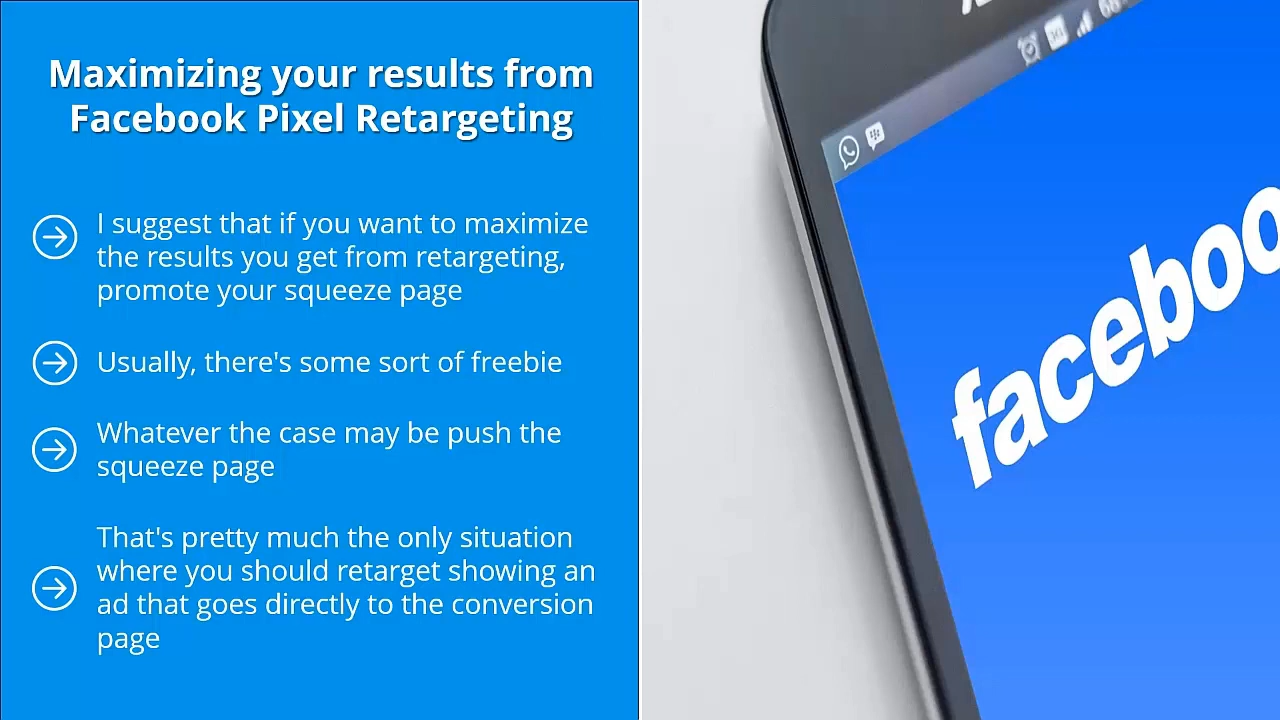 Maximizing your results from
Facebook Pixel Retargeting
I suggest that if you want to maximize
the results you get from retargeting,
promote your squeeze page
Usually, there's some sort of freebie
Whatever the case may be push the
squeeze page
That's pretty much the only situation
where you should retarget showing an
ad that goes directly to the conversion
page
3G
faceboo